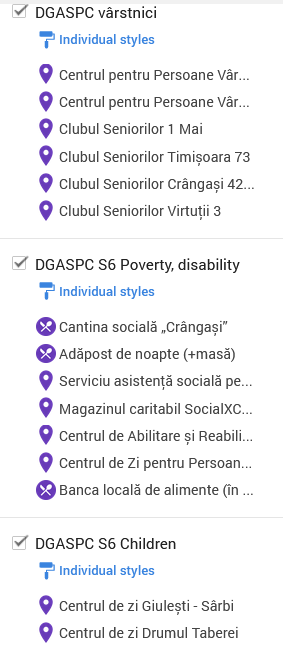 DGASPC vârstnici
Individual styles
Centrul pentru Persoane Vâr...
Centrul pentru Persoane Vâr...
Clubul Seniorilor 1 Mai
Clubul Seniorilor Timișoara 73
Clubul Seniorilor Crângași 42...
Clubul Seniorilor Virtuții 3
DGASPC S6 Poverty, disability
Individual styles
Cantina socială „Crângași”
Adăpost de noapte (+masă)
Serviciu asistență socială pe...
Magazinul caritabil SocialXC...
Centrul de Abilitare și Reabili...
Centrul de Zi pentru Persoan...
Banca locală de alimente (în ...
DGASPC S6 Children
Individual styles
Centrul de zi Giulești - Sârbi
Centrul de zi Drumul Taberei